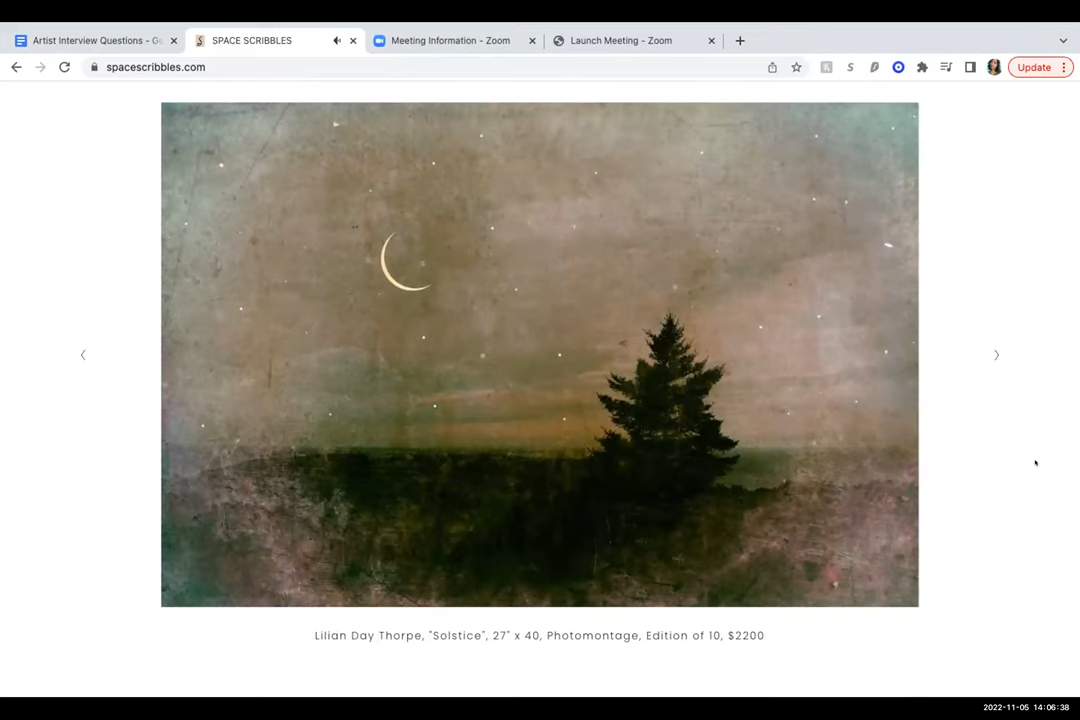 Artist Interview Questions - Go
SPACE SCRIBBLES
Meeting Information - Zoom
Launch Meeting - Zoom
spacescribbles.com
Update
Lilian Day Thorpe, "Solstice", 27" x 40, Photomontage, Edition of 10, $2200
2022-11-05 14:06:38